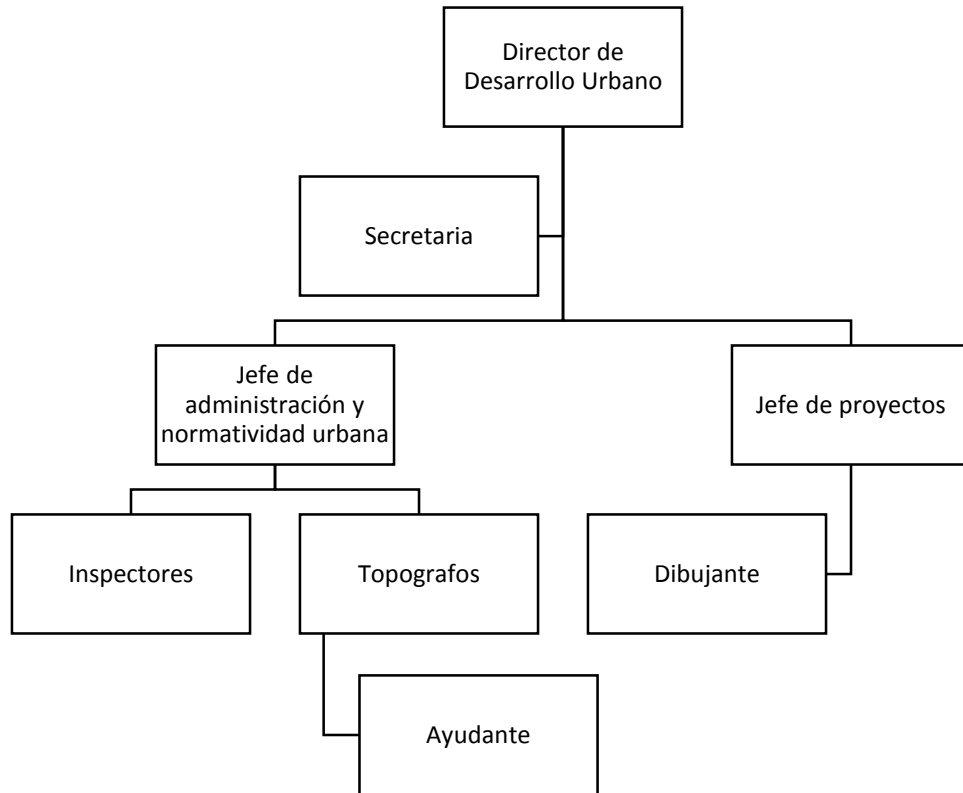 Director de
Desarrollo Urbano
Secretaria
Jefe de
administración y
normatividad urbana
Jefe de proyectos
Inspectores
Topografos
Dibujante
Ayudante